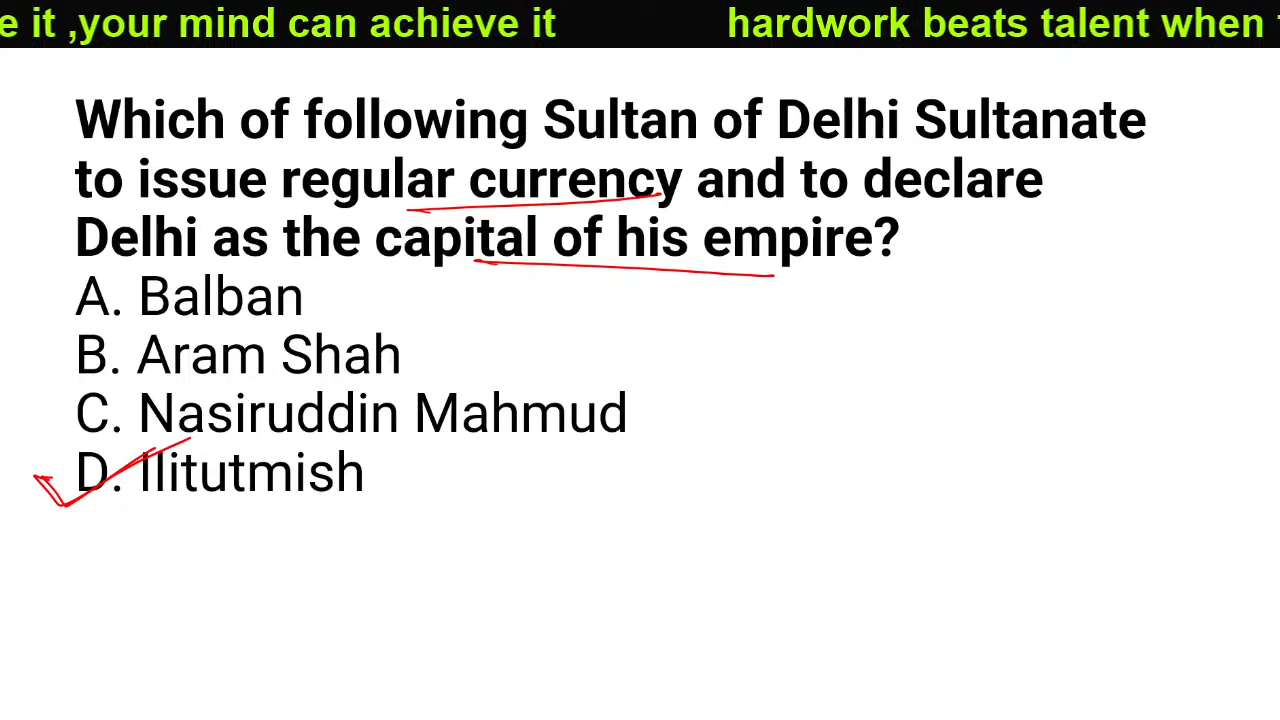 e it ,your mind can achieve it hardwork beats talent when
Which of following Sultan of Delhi Sultanate
to issue regular currency and to declare
Delhi as the capital of his empire?
A. Balban
B. Aram Shah
C. Nasiruddin Mahmud
D. Ilitutmish